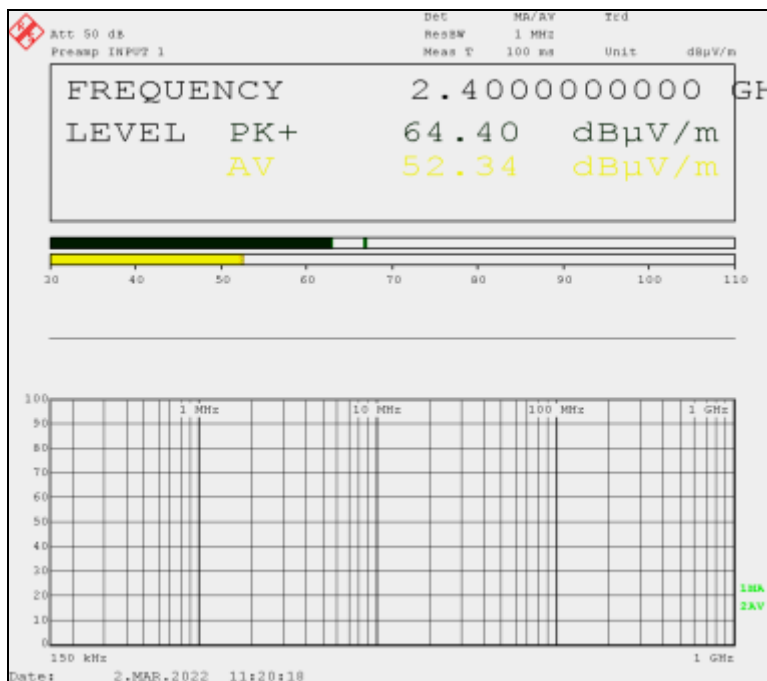 Det MA/AV Trd
Att 50 dB ResBW 1 MHz
Preamp INPUT 1 Meas T 100 ms Unit dBµV/m
FREQUENCY 2.4000000000 GH
LEVEL PK+ 64.40 dBµV/m
AV 52.34 dBµV/m
30 40 50 60 70 80 90 100 110
100 1 MHz 10 MHz 100 MHz 1 GHz
90
80
70
60
50
40
30
20 1MA
2AV
10
0
150 kHz 1 GHz
Date: 2.MAR.2022 11:20:18